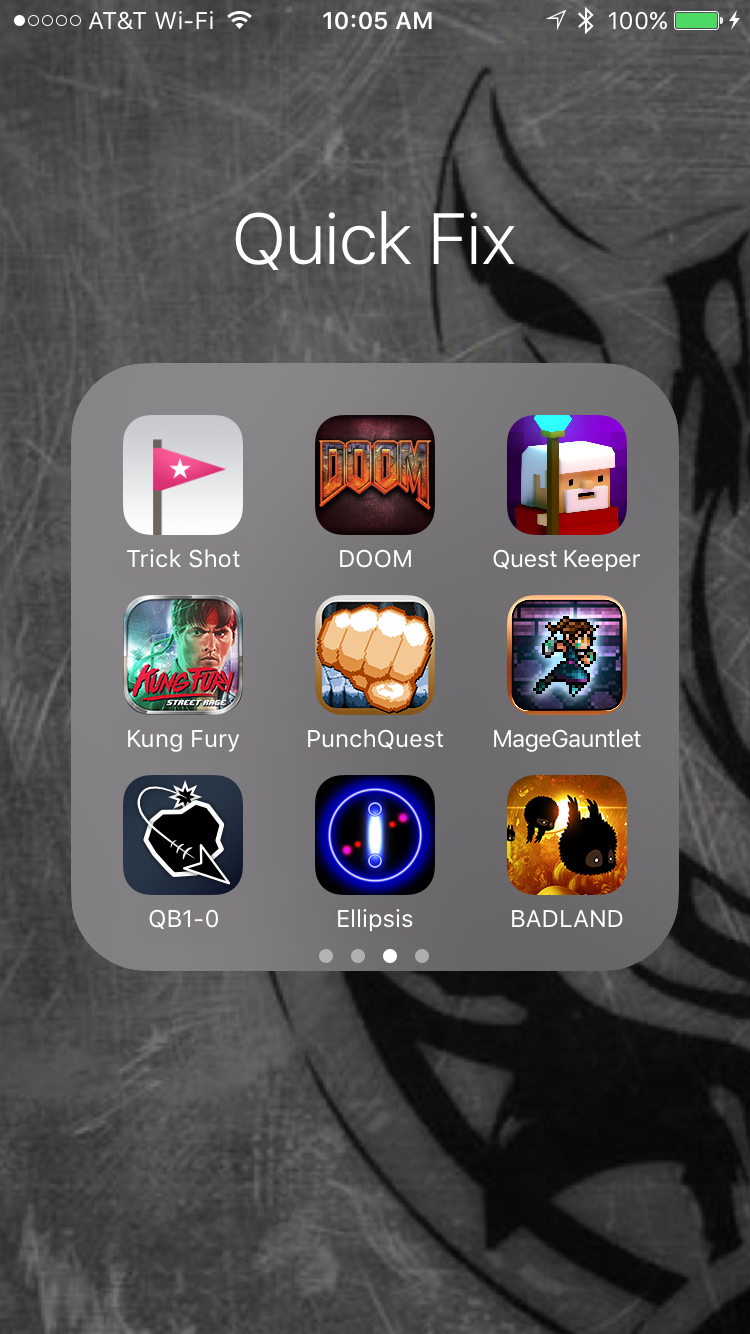 AT&T Wi-Fi 10:05 AM 100%
Quick Fix
DOOM
Trick Shot DOOM Quest Keeper
KUNG FURY
STREET RAGE
Kung Fury PunchQuest MageGauntlet
QB1-0 Ellipsis BADLAND